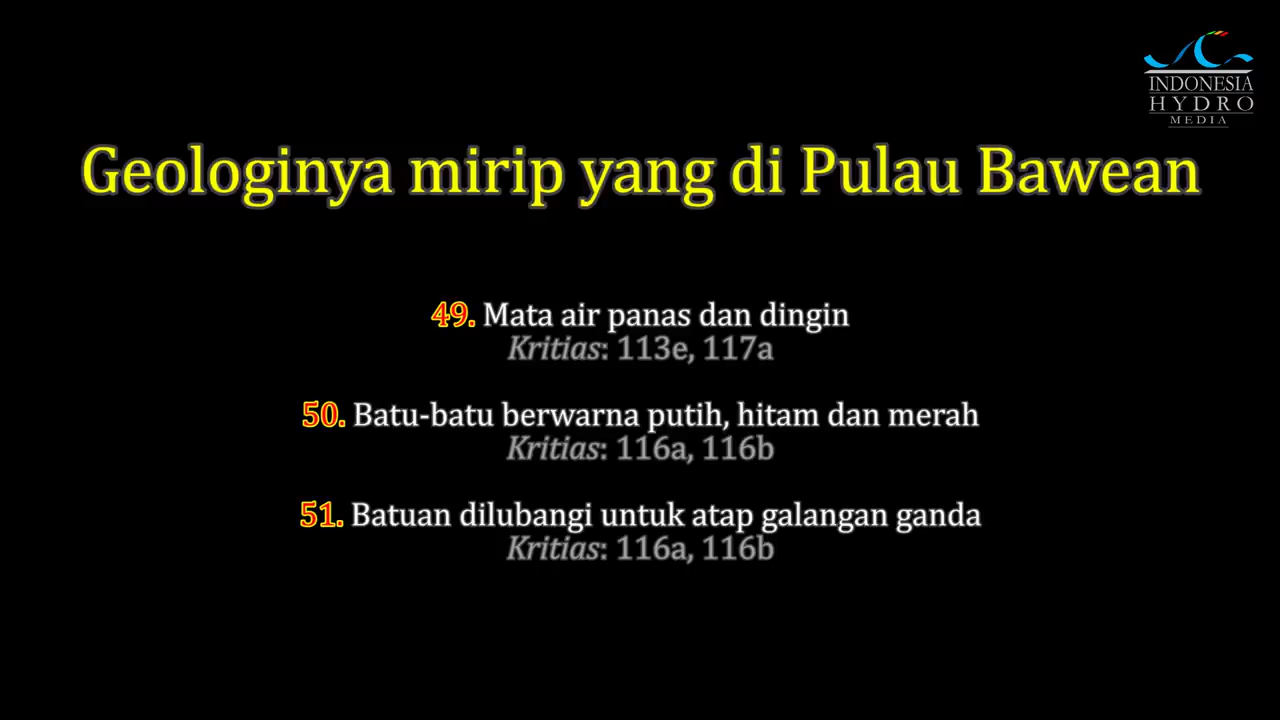 INDONESIA
HYDRO
MEDIA
Geologinya mirip yang di Pulau Bawean
49. Mata air panas dan dingin
Kritias: 113e, 117a
50. Batu-batu berwarna putih, hitam dan merah
Kritias: 116a, 116b
51. Batuan dilubangi untuk atap galangan ganda
Kritias: 116a, 116b